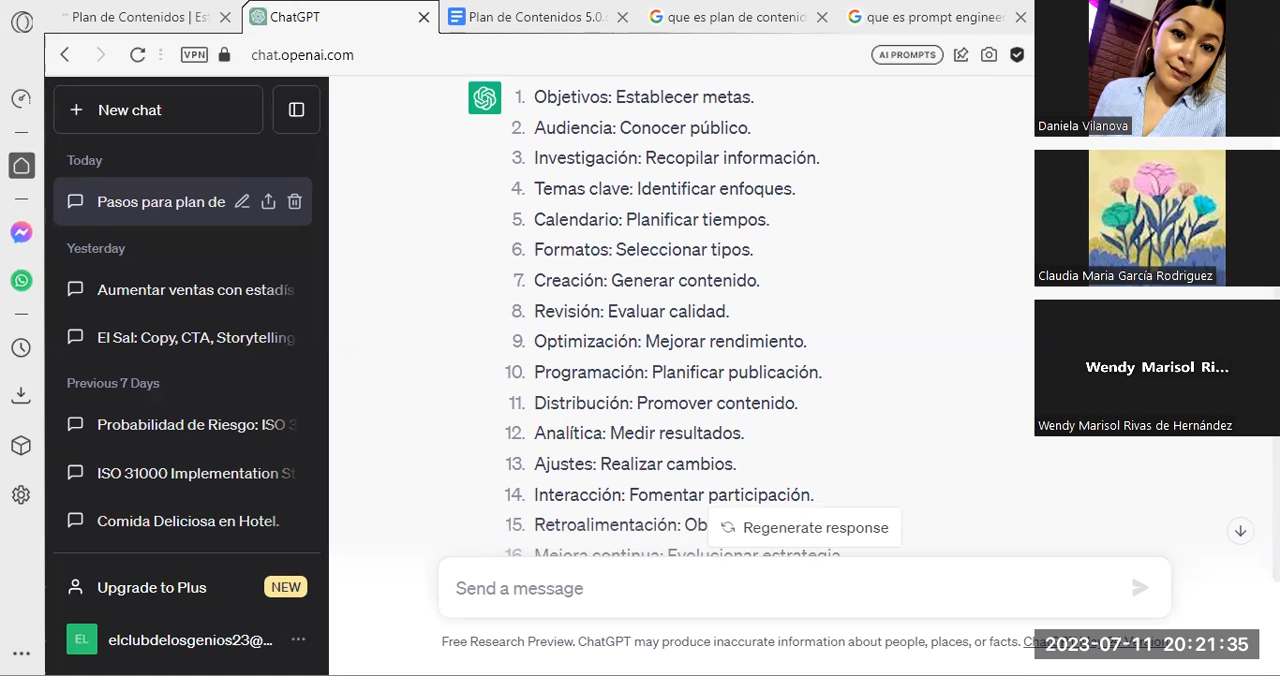 Plan de Contenidos | Es
ChatGPT
Plan de Contenidos 5.0.
que es plan de contenid
que es prompt engineer
VPN
chat.openai.com
AI PROMPTS
New chat
Today
Pasos para plan de
Yesterday
Aumentar ventas con estadís
El Sal: Copy, CTA, Storytelling
Previous 7 Days
Probabilidad de Riesgo: ISO 3
ISO 31000 Implementation St
Comida Deliciosa en Hotel.
Upgrade to Plus
NEW
EL
elclubdelosgenios23@...
1. Objetivos: Establecer metas.
2. Audiencia: Conocer público.
3. Investigación: Recopilar información.
4. Temas clave: Identificar enfoques.
5. Calendario: Planificar tiempos.
6. Formatos: Seleccionar tipos.
7. Creación: Generar contenido.
8. Revisión: Evaluar calidad.
9. Optimización: Mejorar rendimiento.
10. Programación: Planificar publicación.
11. Distribución: Promover contenido.
12. Analítica: Medir resultados.
13. Ajustes: Realizar cambios.
14. Interacción: Fomentar participación.
15. Retroalimentación: Ob
16. Mejora continua: Evolucionar estrategia.
Regenerate response
Send a message
Free Research Preview. ChatGPT may produce inaccurate information about people, places, or facts.
Daniela Vilanova
Claudia Maria García Rodriguez
Wendy Marisol Ri...
Wendy Marisol Rivas de Hernández
2023-07-11 20:21:35